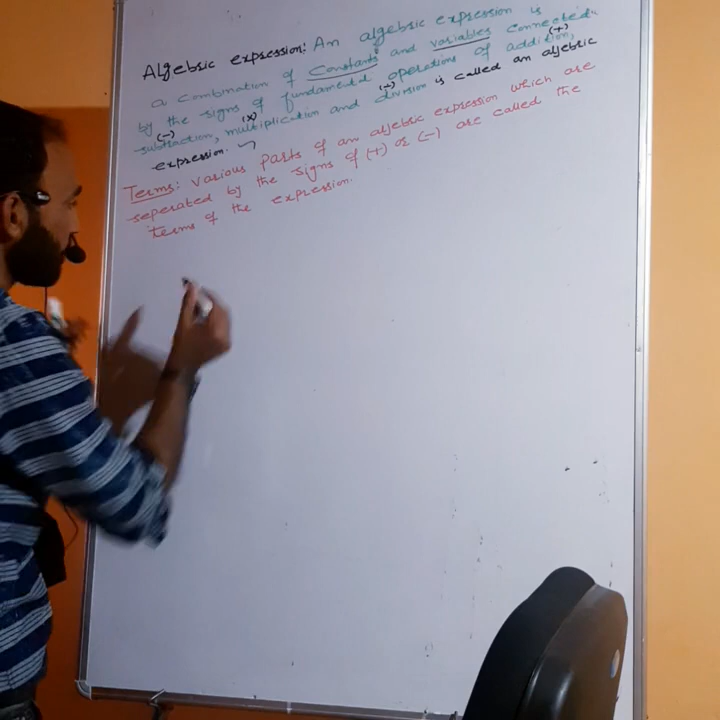 Algebric expression: An algebric expression is
a combination of Constants and variables connected
by the signs of fundamental operations of addition, (+)
subtraction, (-) multiplication (x) and division (÷) is called an algebric
expression.
Terms: Various parts of an algebric expression which are
seperated by the signs of (+) or (-) are called the
terms of the expression.